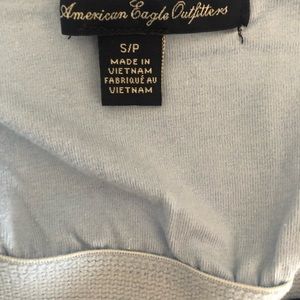 American Eagle Outfitters
S/P
MADE IN
VIETNAM
FABRIQUÉ AU
VIETNAM